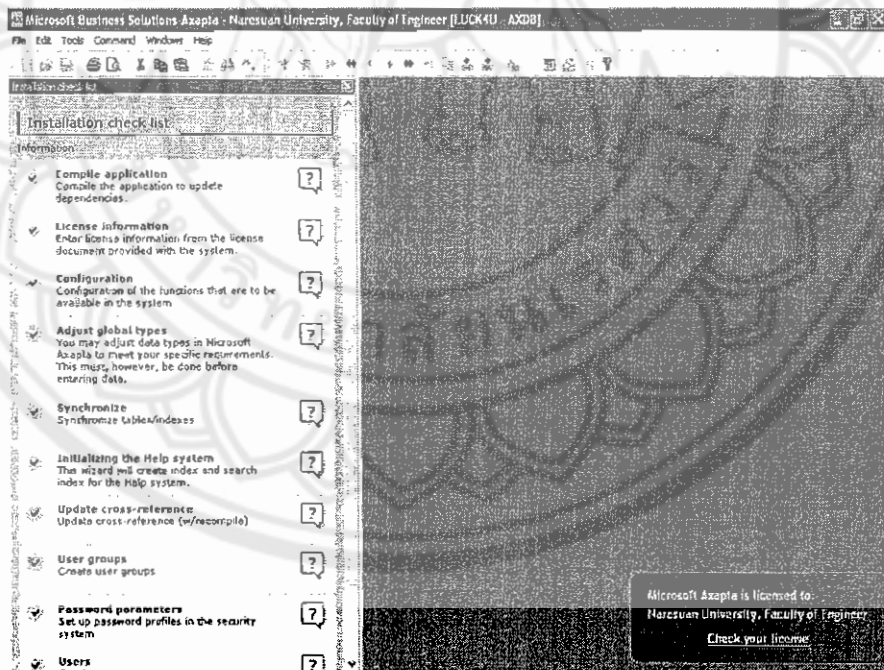 Microsoft Business Solutions-Axapta - Naresuan University, Faculty of Engineer [LUCK4U - AXDB]
File Edit Tools Command Windows Help
Installation check list
Installation check list
Information
Compile application
Compile the application to update
dependencies.
License information
Enter license information from the license
document provided with the system.
Configuration
Configuration of the functions that are to be
available in the system
Adjust global types
You may adjust data types in Microsoft
Axapta to meet your specific requirements.
This must, however, be done before
entering data.
Synchronize
Synchronize tables/indexes
Initializing the Help system
This wizard will create index and search
index for the Help system.
Update cross-reference
Update cross-reference (w/recompile)
User groups
Create user groups
Password parameters
Set up password profiles in the security
system
Users
Microsoft Axapta is licensed to:
Naresuan University, Faculty of Engineer
Check your license